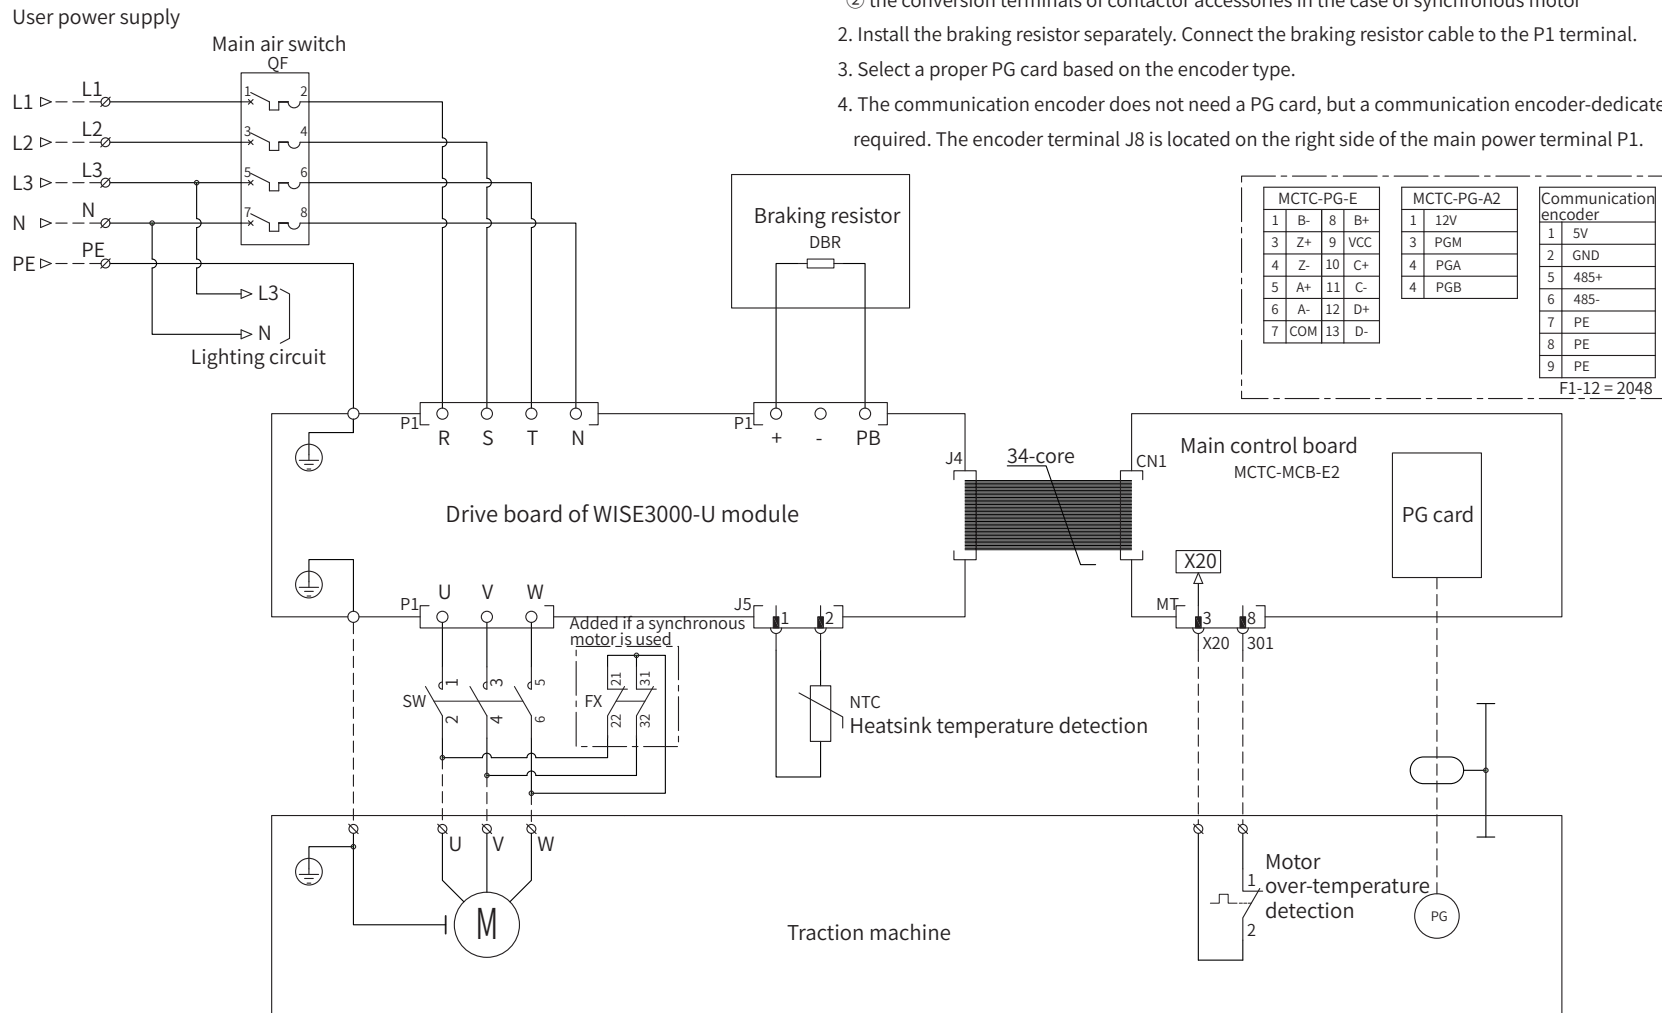 ② the conversion terminals of contactor accessories in the case of synchronous motor
2. Install the braking resistor separately. Connect the braking resistor cable to the P1 terminal.
3. Select a proper PG card based on the encoder type.
4. The communication encoder does not need a PG card, but a communication encoder-dedicate
required. The encoder terminal J8 is located on the right side of the main power terminal P1.
User power supply
Main air switch
QF
L1 L1 1 2
L2 L2 3 4
L3 L3 5 6
N N 7 8
PE PE
L3
N
Lighting circuit
Braking resistor
DBR
MCTC-PG-E
1 B- 8 B+
3 Z+ 9 VCC
4 Z- 10 C+
5 A+ 11 C-
6 A- 12 D+
7 COM 13 D-
MCTC-PG-A2
1 12V
3 PGM
4 PGA
4 PGB
Communication
encoder
1 5V
2 GND
5 485+
6 485-
7 PE
8 PE
9 PE
F1-12 = 2048
P1 R S T N
P1 + - PB
J4
34-core
CN1
Main control board
MCTC-MCB-E2
Drive board of WISE3000-U module
PG card
X20
P1 U V W
J5 1 2
MT 3 8
X20 301
Added if a synchronous
motor is used
SW 1 2 3 4 5 6
FX 21 22 31 32
NTC
Heatsink temperature detection
U V W
M
Traction machine
Motor
over-temperature
detection
1
2
PG